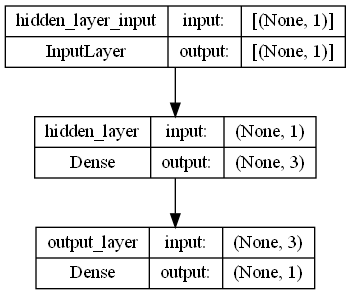 hidden_layer_input input: [(None, 1)]
InputLayer output: [(None, 1)]
hidden_layer input: (None, 1)
Dense output: (None, 3)
output_layer input: (None, 3)
Dense output: (None, 1)